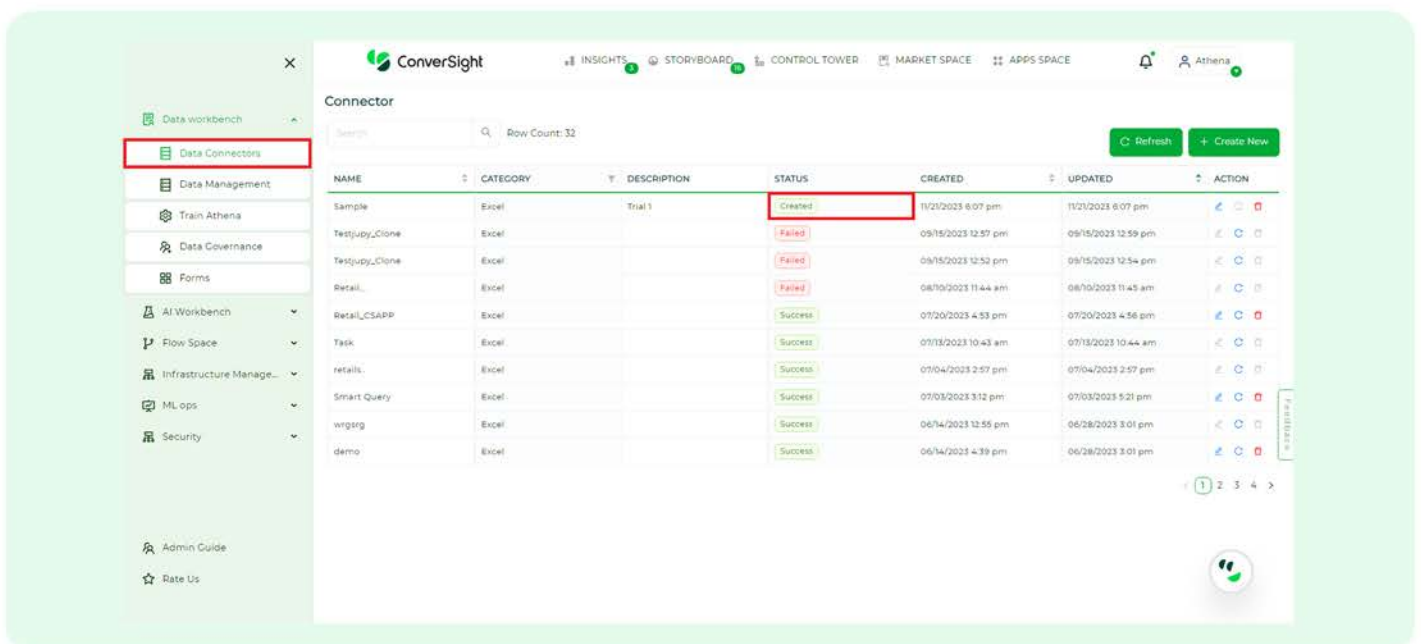 ConverSight
INSIGHTS 3 STORYBOARD 16 CONTROL TOWER MARKET SPACE APPS SPACE Athena
Data workbench
Data Connectors
Data Management
Train Athena
Data Governance
Forms
AI Workbench
Flow Space
Infrastructure Manage...
ML ops
Security
Admin Guide
Rate Us
Connector
Search Row Count: 32
Refresh + Create New
NAME CATEGORY DESCRIPTION STATUS CREATED UPDATED ACTION
Sample Excel Trial 1 Created 11/21/2023 6:07 pm 11/21/2023 6:07 pm
Testjupy_Clone Excel Failed 09/15/2023 12:57 pm 09/15/2023 12:59 pm
Testjupy_Clone Excel Failed 09/15/2023 12:52 pm 09/15/2023 12:54 pm
Retail_ Excel Failed 08/10/2023 11:44 am 08/10/2023 11:45 am
Retail_CSAPP Excel Success 07/20/2023 4:53 pm 07/20/2023 4:56 pm
Task Excel Success 07/13/2023 10:43 am 07/13/2023 10:44 am
retails. Excel Success 07/04/2023 2:57 pm 07/04/2023 2:57 pm
Smart Query Excel Success 07/03/2023 3:12 pm 07/03/2023 5:21 pm
wrgsrg Excel Success 06/14/2023 12:55 pm 06/28/2023 3:01 pm
demo Excel Success 06/14/2023 4:39 pm 06/28/2023 3:01 pm
Feedback
< 1 2 3 4 >